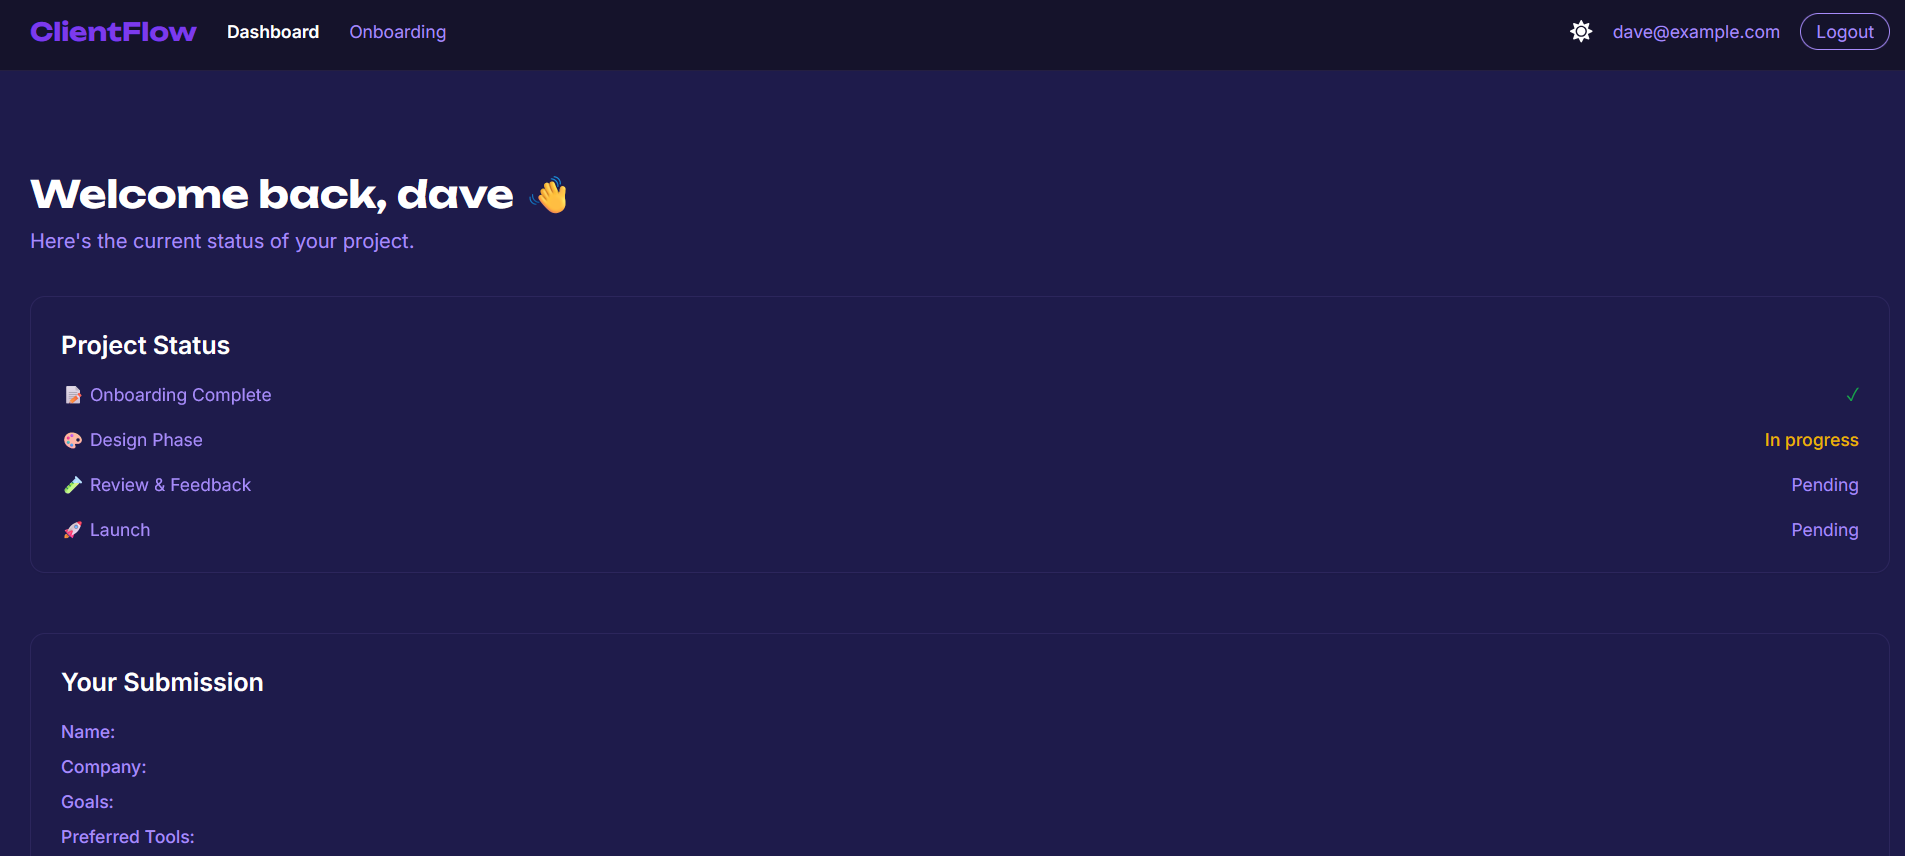 ClientFlow Dashboard Onboarding dave@example.com Logout
Welcome back, dave 👋
Here's the current status of your project.
Project Status
📝 Onboarding Complete ✓
🎨 Design Phase In progress
🧪 Review & Feedback Pending
🚀 Launch Pending
Your Submission
Name:
Company:
Goals:
Preferred Tools: